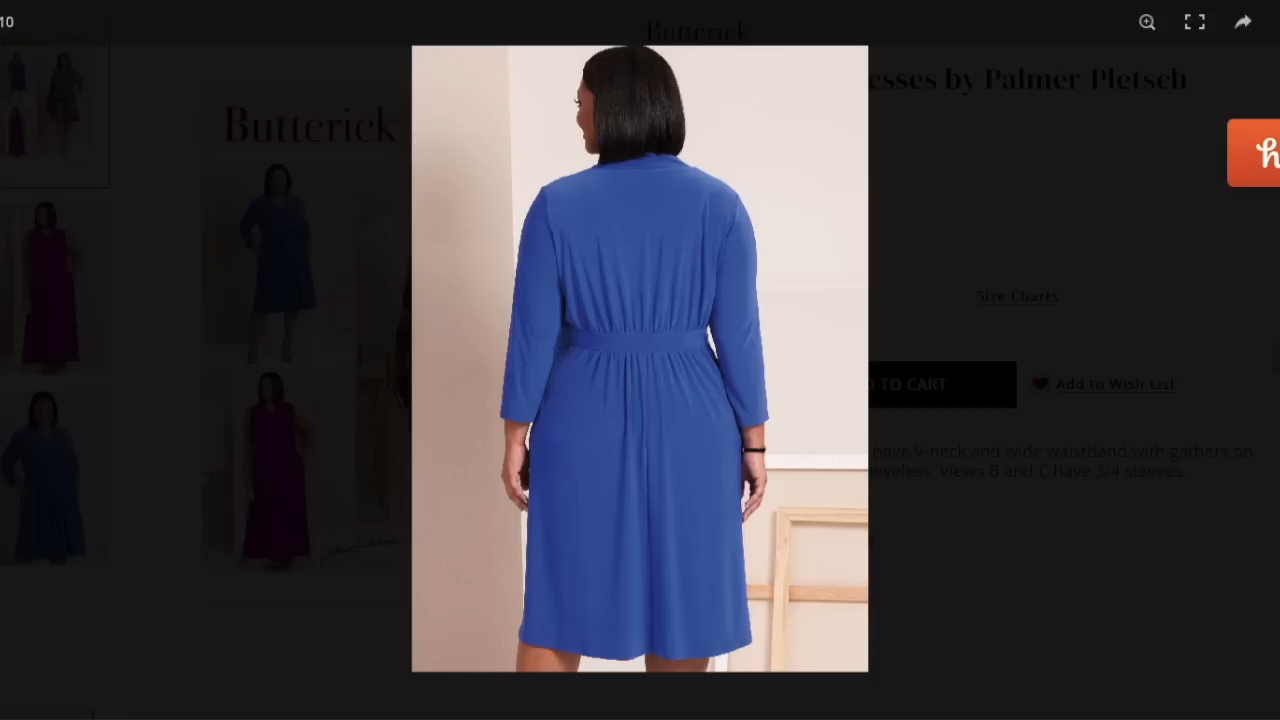 10
Butterick
esses by Palmer/Pletsch
Butterick
h
Size Charts
D TO CART
Add to Wish List
have V-neck and wide waistband with gathers on
eveless. Views B and C have 3/4 sleeves.